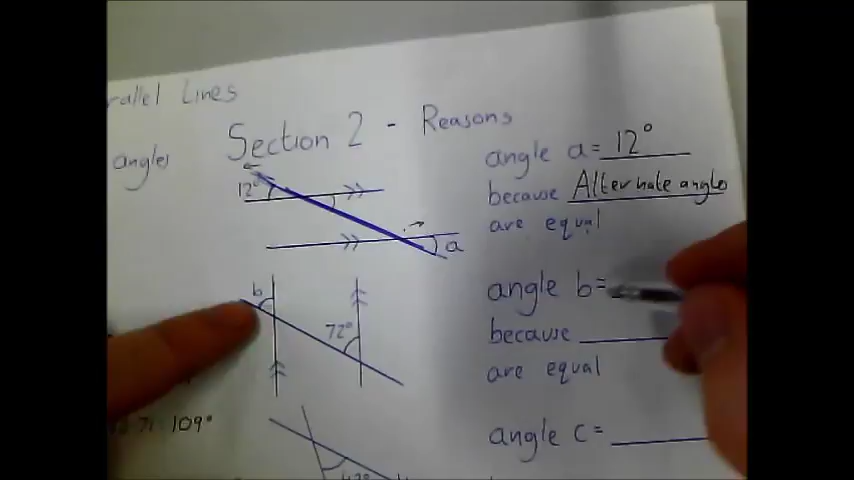 rallel Lines
angles
Section 2 - Reasons
12°
a
b
72°
109°
angle a= 12°
because Alternate angles
are equal
angle b=
because
are equal
angle c=